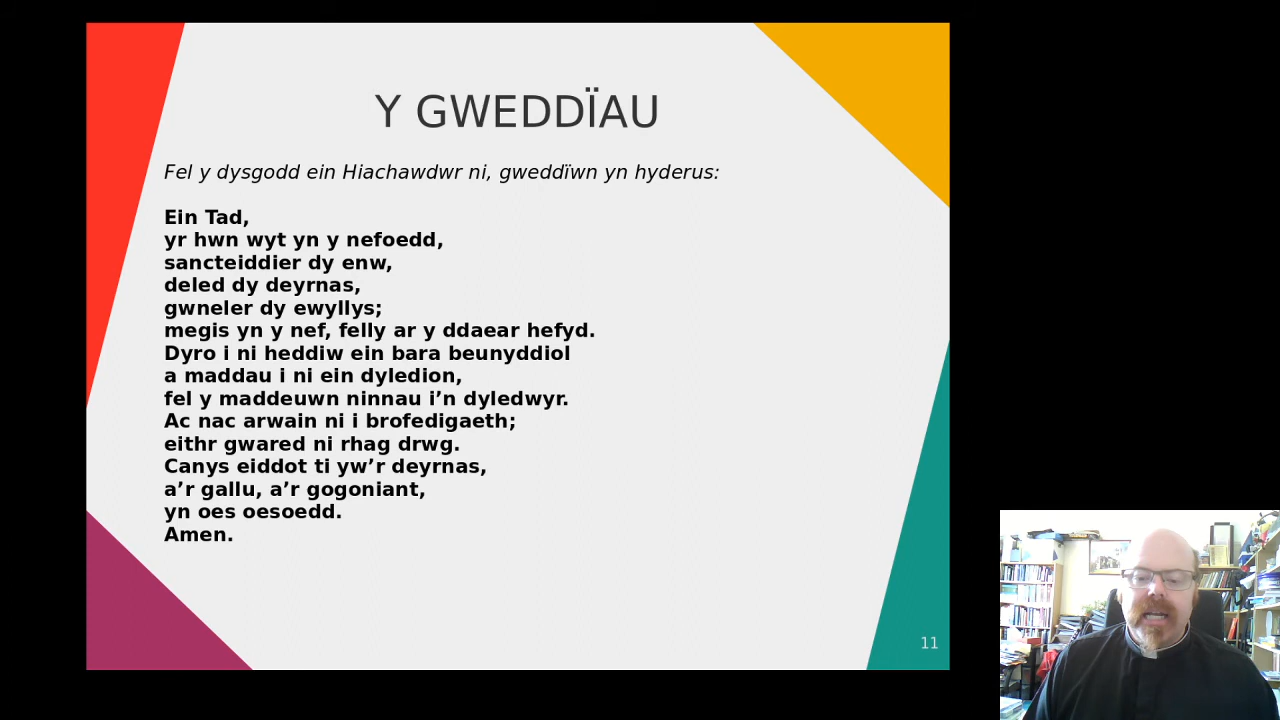 Y GWEDDÏAU
Fel y dysgodd ein Hiachawdwr ni, gweddïwn yn hyderus:
Ein Tad,
yr hwn wyt yn y nefoedd,
sancteiddier dy enw,
deled dy deyrnas,
gwneler dy ewyllys;
megis yn y nef, felly ar y ddaear hefyd.
Dyro i ni heddiw ein bara beunyddiol
a maddau i ni ein dyledion,
fel y maddeuwn ninnau i’n dyledwyr.
Ac nac arwain ni i brofedigaeth;
eithr gwared ni rhag drwg.
Canys eiddot ti yw’r deyrnas,
a’r gallu, a’r gogoniant,
yn oes oesoedd.
Amen.
11